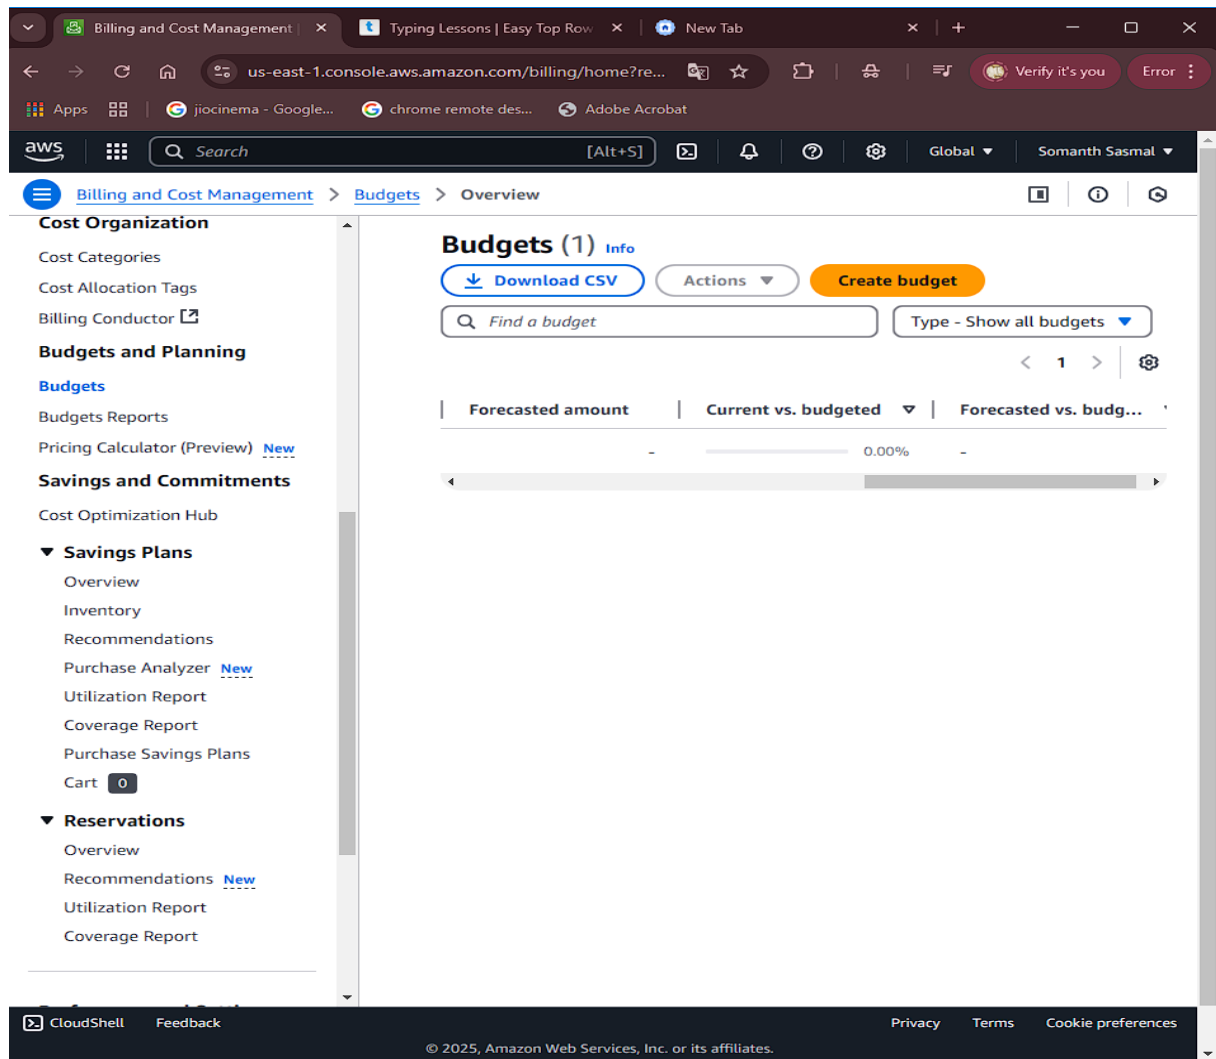 Billing and Cost Management |
Typing Lessons | Easy Top Row
New Tab
us-east-1.console.aws.amazon.com/billing/home?re...
Verify it's you
Error
Apps
jiocinema - Google...
chrome remote des...
Adobe Acrobat
aws
Search
[Alt+S]
Global
Somanth Sasmal
Billing and Cost Management > Budgets > Overview
Cost Organization
Cost Categories
Cost Allocation Tags
Billing Conductor
Budgets and Planning
Budgets
Budgets Reports
Pricing Calculator (Preview) New
Savings and Commitments
Cost Optimization Hub
Savings Plans
Overview
Inventory
Recommendations
Purchase Analyzer New
Utilization Report
Coverage Report
Purchase Savings Plans
Cart 0
Reservations
Overview
Recommendations New
Utilization Report
Coverage Report
Budgets (1) Info
Download CSV
Actions
Create budget
Find a budget
Type - Show all budgets
< 1 >
Forecasted amount
Current vs. budgeted
Forecasted vs. budg...
-
0.00%
-
CloudShell
Feedback
Privacy
Terms
Cookie preferences
© 2025, Amazon Web Services, Inc. or its affiliates.